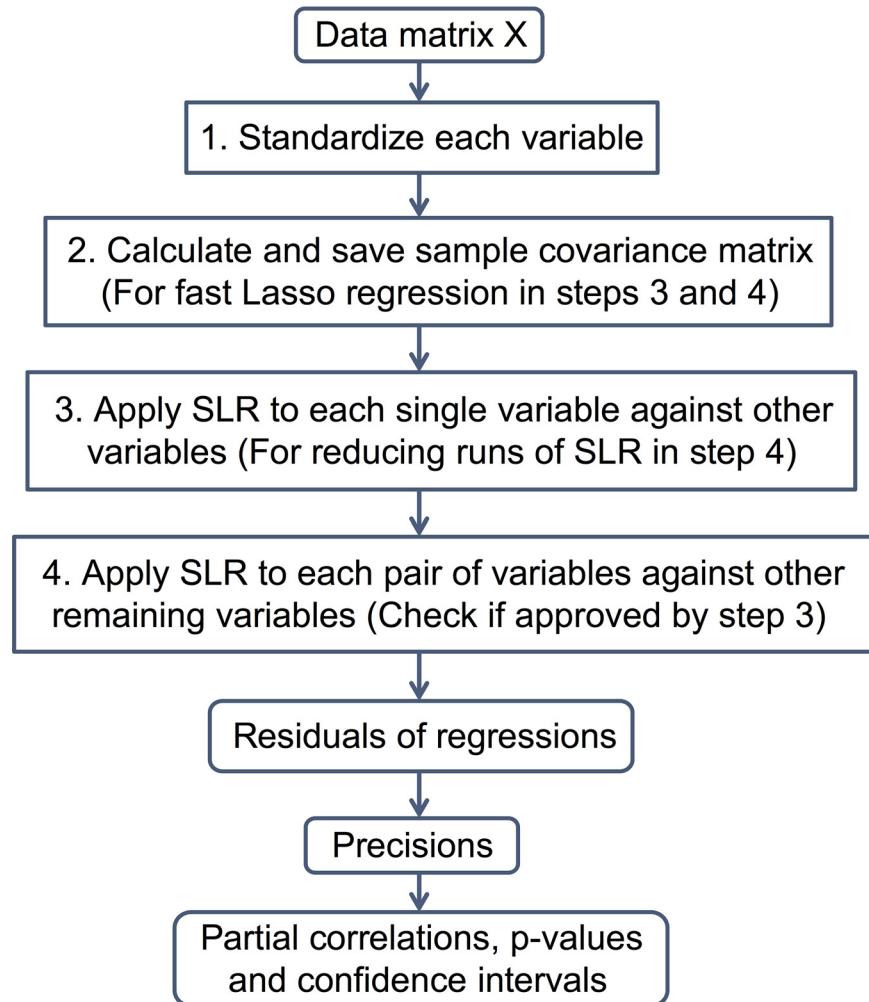 Data matrix X
1. Standardize each variable
2. Calculate and save sample covariance matrix
(For fast Lasso regression in steps 3 and 4)
3. Apply SLR to each single variable against other
variables (For reducing runs of SLR in step 4)
4. Apply SLR to each pair of variables against other
remaining variables (Check if approved by step 3)
Residuals of regressions
Precisions
Partial correlations, p-values
and confidence intervals